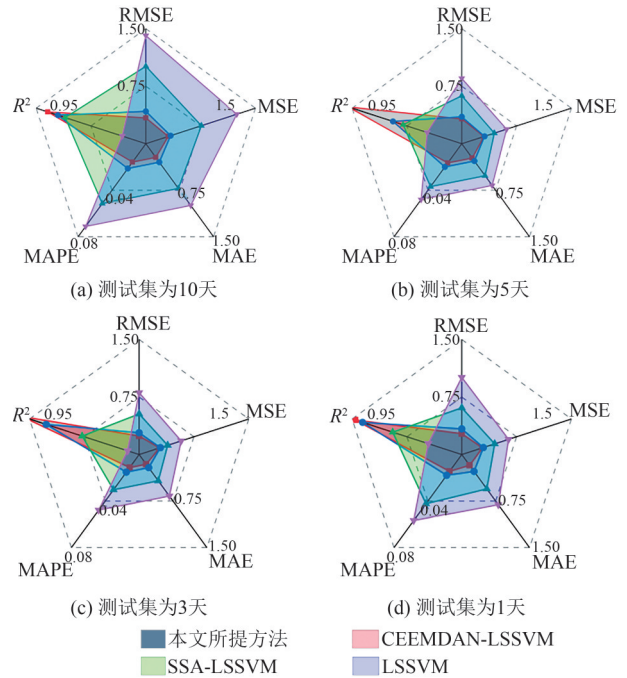 RMSE
1.50
0.75
R² 0.95
1.5 MSE
0.04
0.75
0.08
1.50
MAPE
MAE
(a) 测试集为10天
RMSE
1.50
0.75
R² 0.95
1.5 MSE
0.04
0.75
0.08
1.50
MAPE
MAE
(b) 测试集为5天
RMSE
1.50
0.75
R² 0.95
1.5 MSE
0.04
0.75
0.08
1.50
MAPE
MAE
(c) 测试集为3天
RMSE
1.50
0.75
R² 0.95
1.5 MSE
0.04
0.75
0.08
1.50
MAPE
MAE
(d) 测试集为1天
本文所提方法
CEEMDAN-LSSVM
SSA-LSSVM
LSSVM